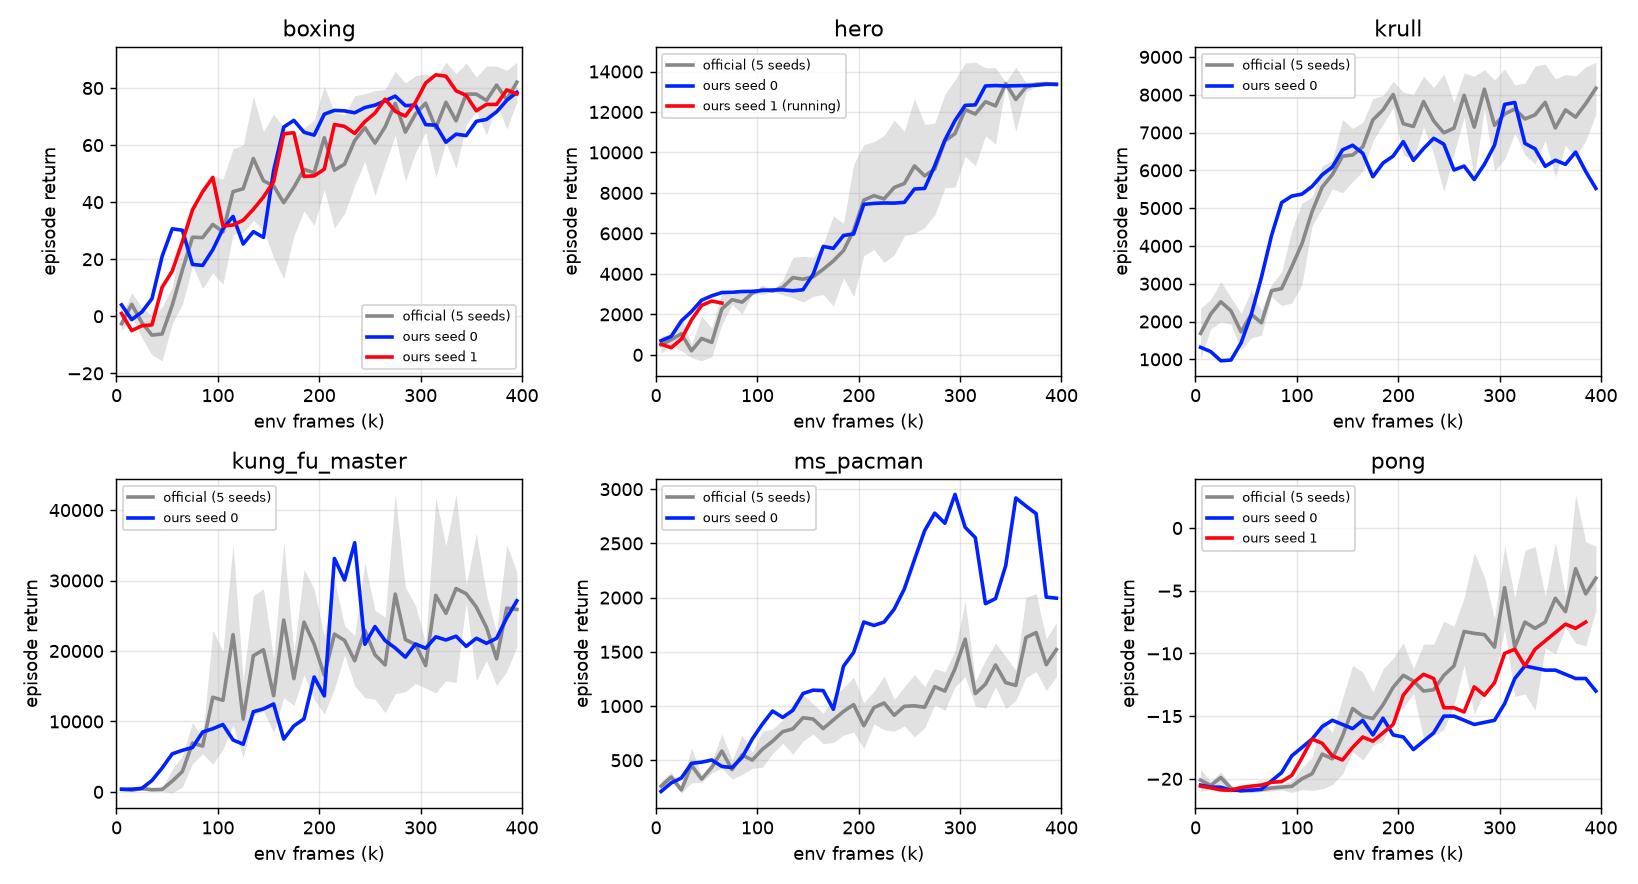 boxing
episode return
80
60
40
20
0
−20
official (5 seeds)
ours seed 0
ours seed 1
0 100 200 300 400
env frames (k)
hero
episode return
14000
12000
10000
8000
6000
4000
2000
0
official (5 seeds)
ours seed 0
ours seed 1 (running)
0 100 200 300 400
env frames (k)
krull
episode return
9000
8000
7000
6000
5000
4000
3000
2000
1000
official (5 seeds)
ours seed 0
0 100 200 300 400
env frames (k)
kung_fu_master
episode return
40000
30000
20000
10000
0
official (5 seeds)
ours seed 0
0 100 200 300 400
env frames (k)
ms_pacman
episode return
3000
2500
2000
1500
1000
500
official (5 seeds)
ours seed 0
0 100 200 300 400
env frames (k)
pong
episode return
0
−5
−10
−15
−20
official (5 seeds)
ours seed 0
ours seed 1
0 100 200 300 400
env frames (k)